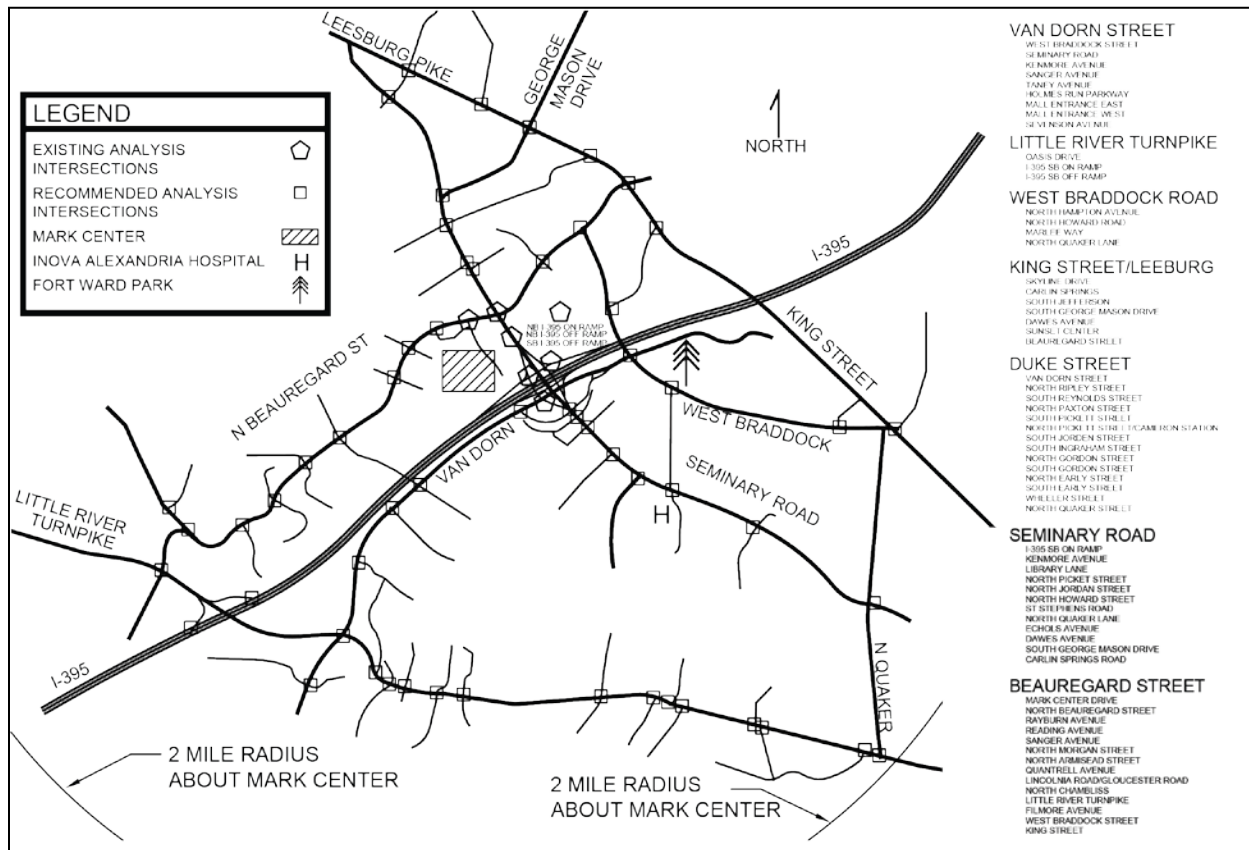 LEESBURG PIKE
GEORGE
MASON
DRIVE
LEGEND
EXISTING ANALYSIS
INTERSECTIONS
RECOMMENDED ANALYSIS
INTERSECTIONS
MARK CENTER
INOVA ALEXANDRIA HOSPITAL
H
FORT WARD PARK
NORTH
I-395
NB I-395 ON RAMP
NB I-395 OFF RAMP
SB I-395 OFF RAMP
KING STREET
N BEAUREGARD ST
VAN DORN
WEST BRADDOCK
SEMINARY
ROAD
H
LITTLE RIVER
TURNPIKE
I-395
N QUAKER
2 MILE RADIUS
ABOUT MARK CENTER
2 MILE RADIUS
ABOUT MARK CENTER
VAN DORN STREET
WEST BRADDOCK STREET
SEMINARY ROAD
KENMORE AVENUE
SANGER AVENUE
TANEY AVENUE
HOLMES RUN PARKWAY
MALL ENTRANCE EAST
MALL ENTRANCE WEST
SEVENSON AVENUE
LITTLE RIVER TURNPIKE
OASIS DRIVE
I-395 SB ON RAMP
I-395 SB OFF RAMP
WEST BRADDOCK ROAD
NORTH HAMPTON AVENUE
NORTH HOWARD ROAD
MARLEE WAY
NORTH QUAKER LANE
KING STREET/LEEBURG
SKYLINE DRIVE
CARLIN SPRINGS
SOUTH JEFFERSON
SOUTH GEORGE MASON DRIVE
DAWES AVENUE
SUNSET CENTER
BEAUREGARD STREET
DUKE STREET
VAN DORN STREET
NORTH RIPLEY STREET
SOUTH REYNOLDS STREET
NORTH PAXTON STREET
SOUTH PICKETT STREET
NORTH PICKETT STREET/CAMERON STATION
SOUTH JORDEN STREET
SOUTH INGRAHAM STREET
NORTH GORDON STREET
SOUTH GORDON STREET
NORTH EARLY STREET
SOUTH EARLY STREET
WHEELER STREET
NORTH QUAKER STREET
SEMINARY ROAD
I-395 SB ON RAMP
KENMORE AVENUE
LIBRARY LANE
NORTH PICKET STREET
NORTH JORDAN STREET
NORTH HOWARD STREET
ST STEPHENS ROAD
NORTH QUAKER LANE
ECHOLS AVENUE
DAWES AVENUE
SOUTH GEORGE MASON DRIVE
CARLIN SPRINGS ROAD
BEAUREGARD STREET
MARK CENTER DRIVE
NORTH BEAUREGARD STREET
RAYBURN AVENUE
READING AVENUE
SANGER AVENUE
NORTH MORGAN STREET
NORTH ARMISEAD STREET
QUANTRELL AVENUE
LINCOLNIA ROAD/GLOUCESTER ROAD
NORTH CHAMBLISS
LITTLE RIVER TURNPIKE
FILMORE AVENUE
WEST BRADDOCK STREET
KING STREET